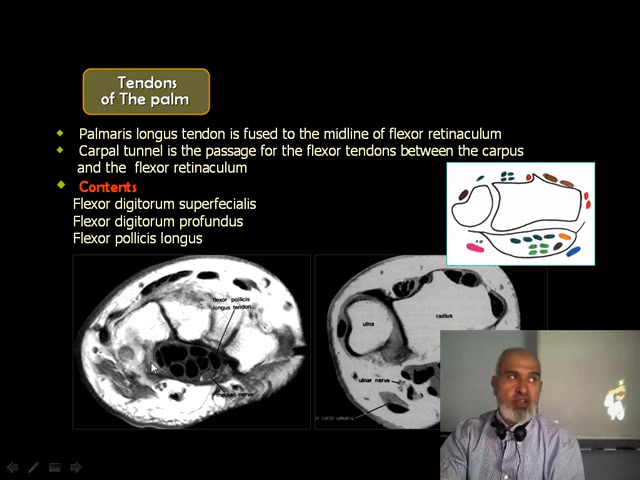 Tendons
of The palm
Palmaris longus tendon is fused to the midline of flexor retinaculum
Carpal tunnel is the passage for the flexor tendons between the carpus
and the flexor retinaculum
Contents
Flexor digitorum superfecialis
Flexor digitorum profundus
Flexor pollicis longus
flexor pollicis
longus tendon
median nerve
ulna
radius
ulnar nerve
carpi ulnaris